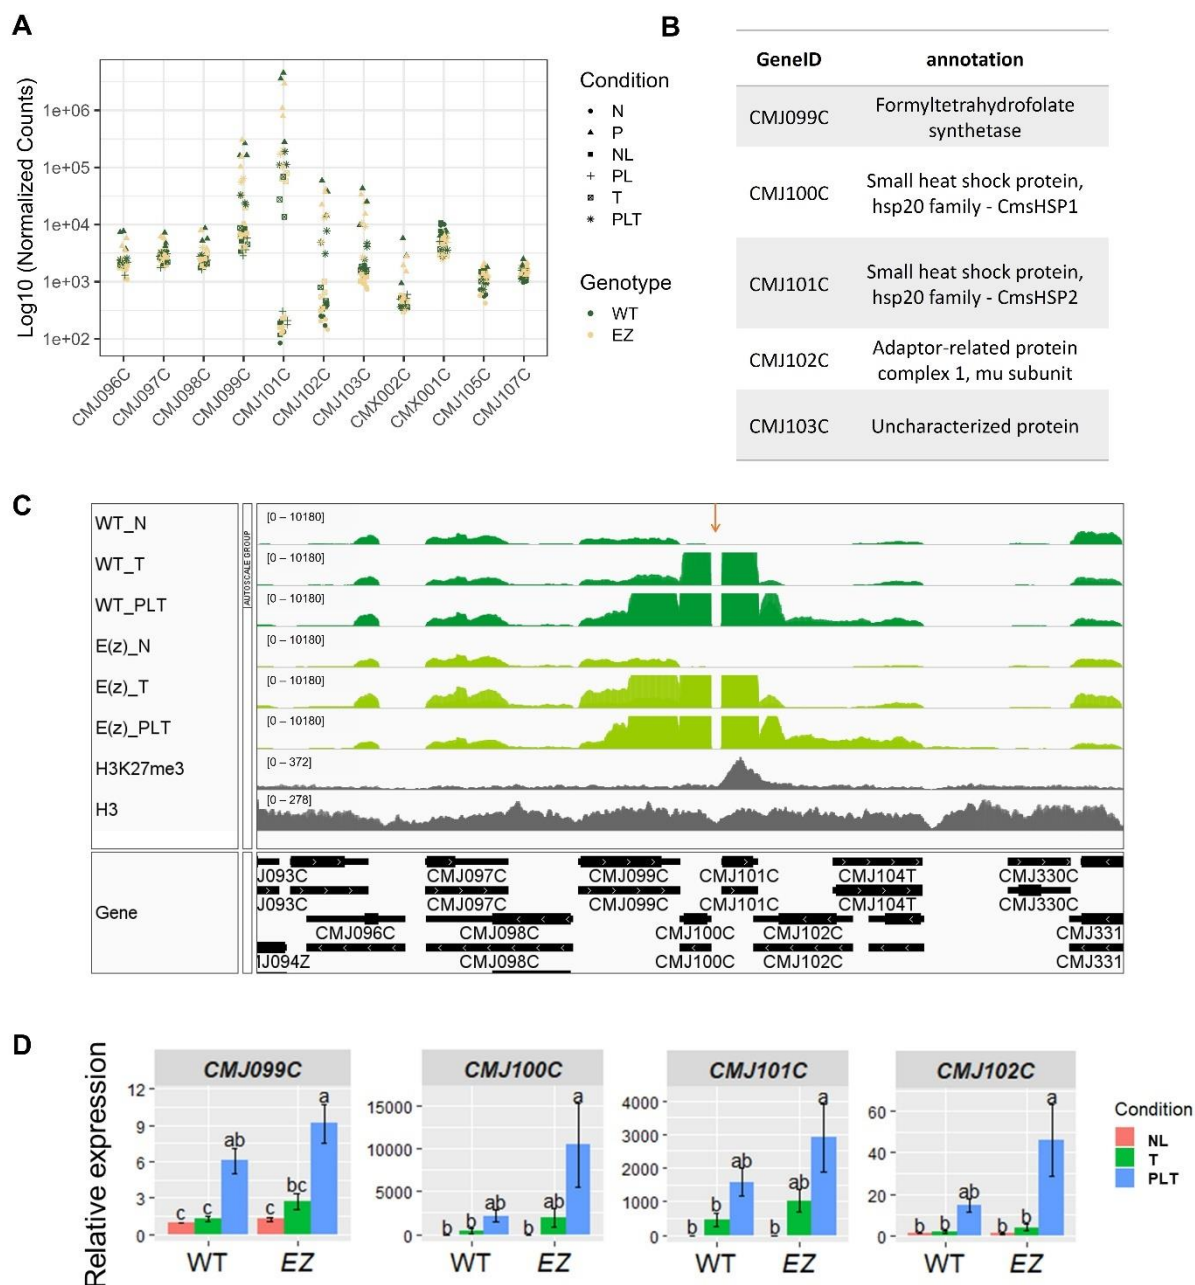 A
Log10 (Normalized Counts)
1e+06
1e+05
1e+04
1e+03
1e+02
CMJ096C
CMJ097C
CMJ098C
CMJ099C
CMJ101C
CMJ102C
CMJ103C
CMX002C
CMX001C
CMJ105C
CMJ107C
Condition
N
P
NL
PL
T
PLT
Genotype
WT
EZ
B
GeneID annotation
CMJ099C Formyltetrahydrofolate
synthetase
CMJ100C Small heat shock protein,
hsp20 family - CmsHSP1
CMJ101C Small heat shock protein,
hsp20 family - CmsHSP2
CMJ102C Adaptor-related protein
complex 1, mu subunit
CMJ103C Uncharacterized protein
C
AUTOSCALE GROUP
WT_N [0 – 10180]
WT_T [0 – 10180]
WT_PLT [0 – 10180]
E(z)_N [0 – 10180]
E(z)_T [0 – 10180]
E(z)_PLT [0 – 10180]
H3K27me3 [0 – 372]
H3 [0 – 278]
Gene
J093C CMJ097C CMJ099C CMJ101C CMJ104T CMJ330C
J093C CMJ097C CMJ099C CMJ101C CMJ104T CMJ330C
CMJ096C CMJ098C CMJ100C CMJ102C CMJ331
1J094Z CMJ098C CMJ100C CMJ102C CMJ331
D
Relative expression
CMJ099C
12
9
6
3
0
c c ab c bc a
WT EZ
CMJ100C
15000
10000
5000
0
b b ab b ab a
WT EZ
CMJ101C
4000
3000
2000
1000
0
b b ab b ab a
WT EZ
CMJ102C
60
40
20
0
b b ab b b a
WT EZ
Condition
NL
T
PLT